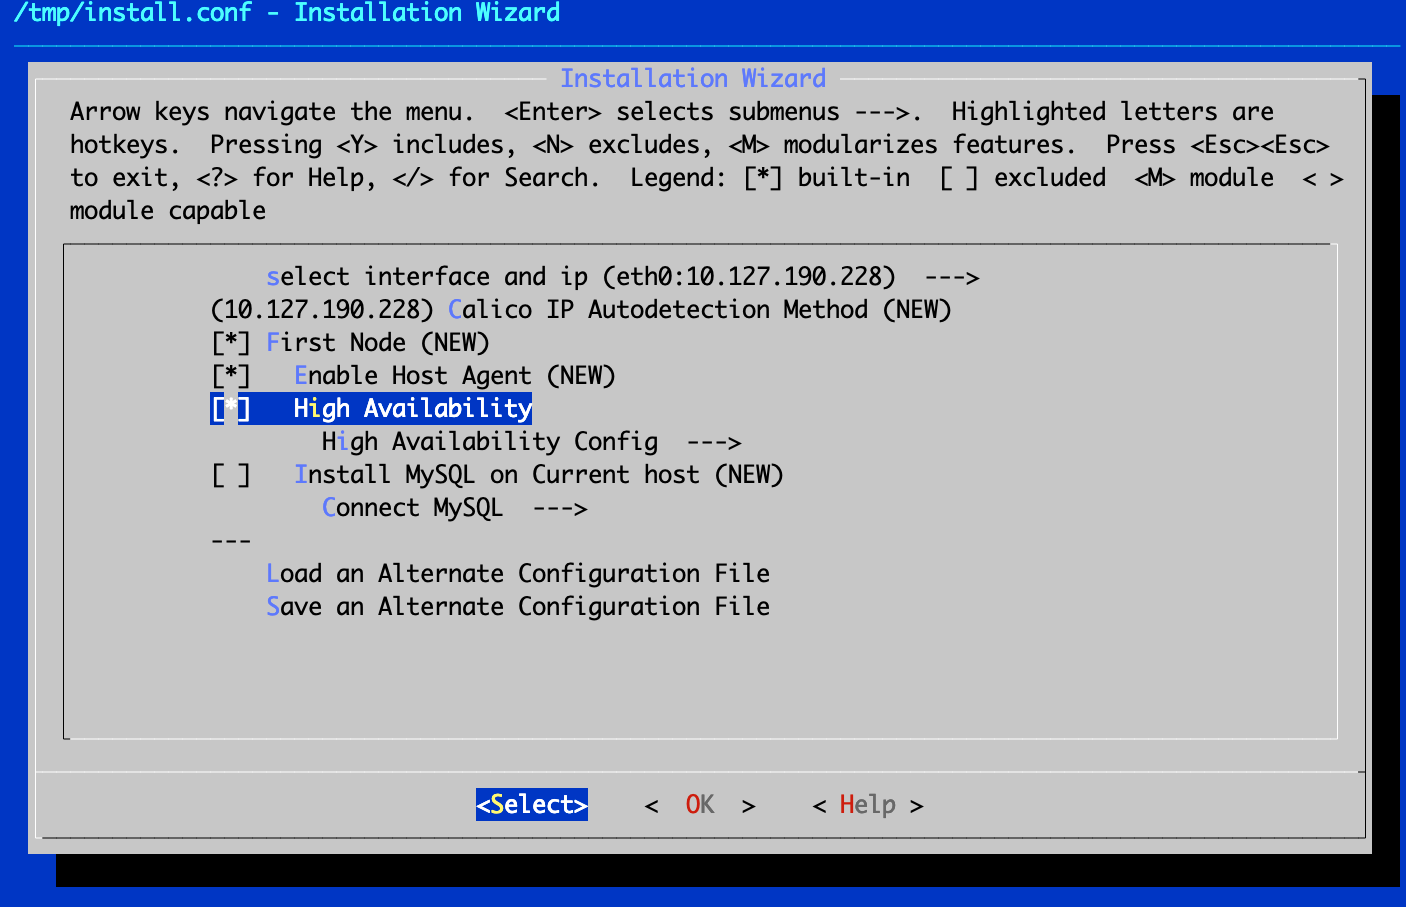 /tmp/install.conf - Installation Wizard
Installation Wizard
Arrow keys navigate the menu.  <Enter> selects submenus --->.  Highlighted letters are
hotkeys.  Pressing <Y> includes, <N> excludes, <M> modularizes features.  Press <Esc><Esc>
to exit, <?> for Help, </> for Search.  Legend: [*] built-in  [ ] excluded  <M> module  < >
module capable
select interface and ip (eth0:10.127.190.228)  --->
(10.127.190.228) Calico IP Autodetection Method (NEW)
[*] First Node (NEW)
[*]   Enable Host Agent (NEW)
[*]   High Availability
High Availability Config  --->
[ ]   Install MySQL on Current host (NEW)
Connect MySQL  --->
---
Load an Alternate Configuration File
Save an Alternate Configuration File
<Select>    <  OK  >    < Help >